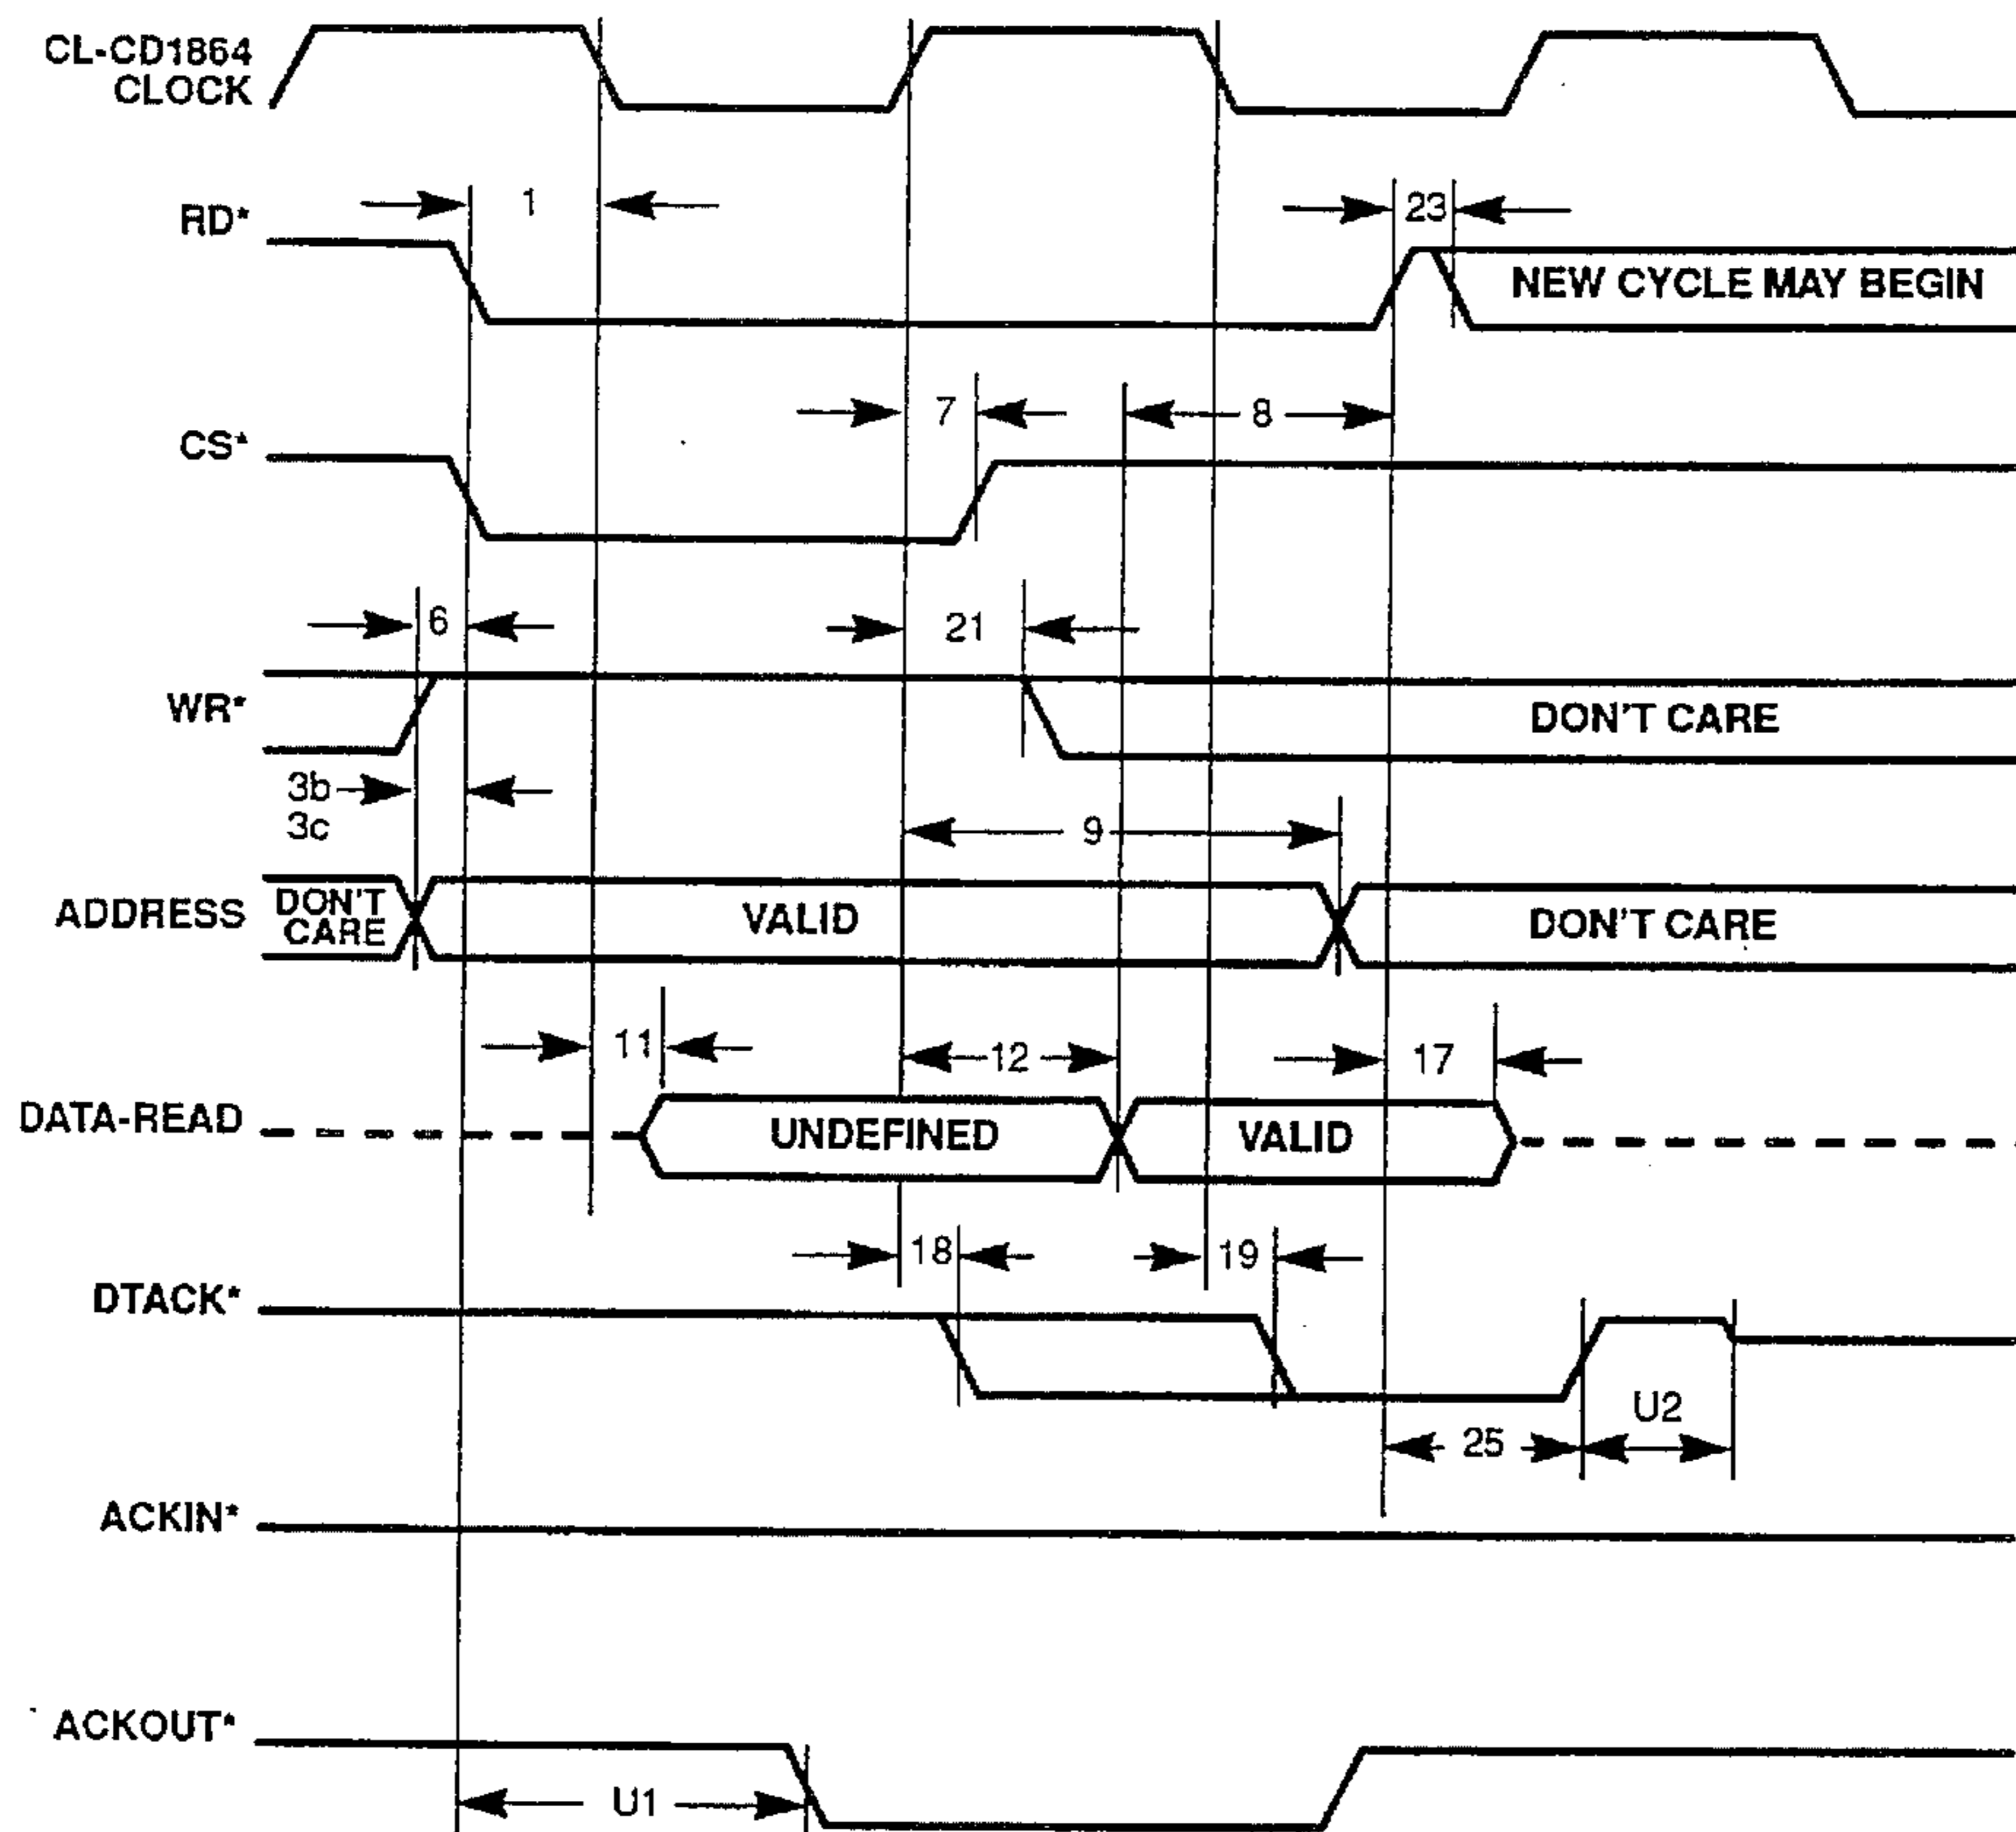 CL-CD1864
CLOCK
RD*
1
23
NEW CYCLE MAY BEGIN
CS*
7
8
WR*
6
21
DON'T CARE
3b
3c
9
ADDRESS
DON'T
CARE
VALID
DON'T CARE
11
12
17
DATA-READ
UNDEFINED
VALID
18
19
DTACK*
25
U2
ACKIN*
ACKOUT*
U1